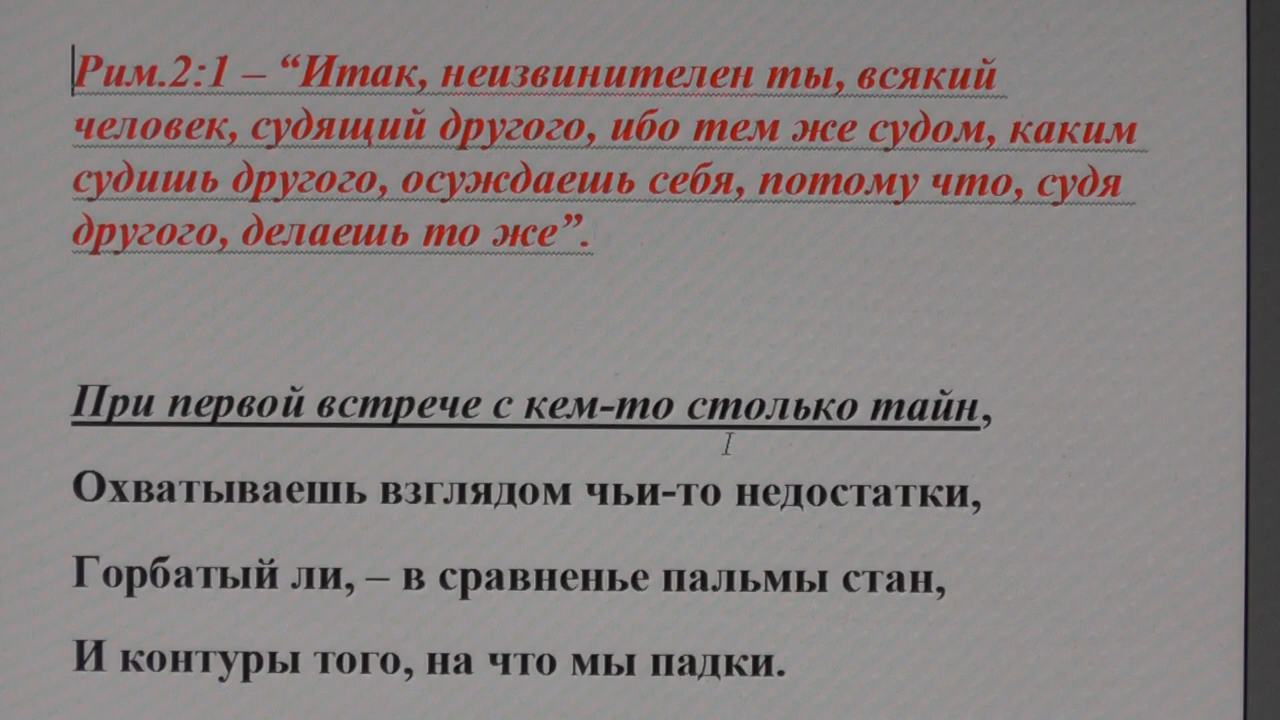 Рим.2:1 – “Итак, неизвинителен ты, всякий
человек, судящий другого, ибо тем же судом, каким
судишь другого, осуждаешь себя, потому что, судя
другого, делаешь то же”.
При первой встрече с кем-то столько тайн,
Охватываешь взглядом чьи-то недостатки,
Горбатый ли, – в сравненье пальмы стан,
И контуры того, на что мы падки.